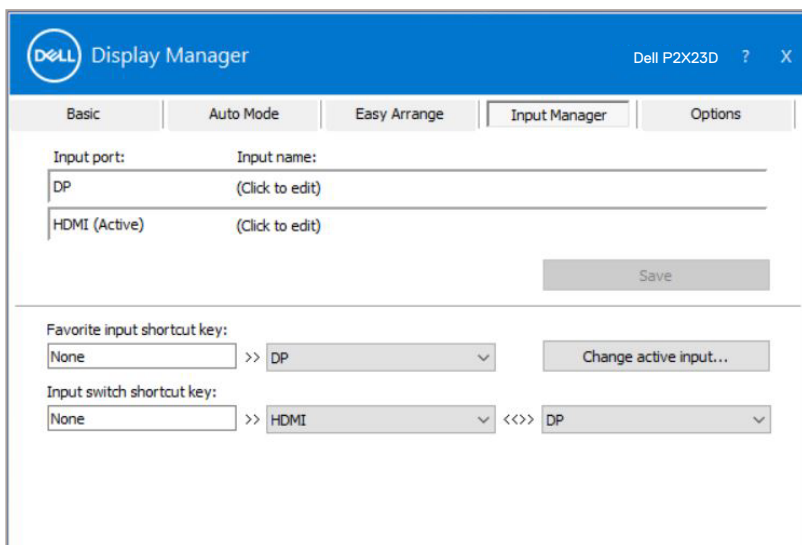 DELL Display Manager Dell P2X23D ? X
Basic Auto Mode Easy Arrange Input Manager Options
Input port: Input name:
DP (Click to edit)
HDMI (Active) (Click to edit)
Save
Favorite input shortcut key:
None >> DP Change active input...
Input switch shortcut key:
None >> HDMI <<>> DP